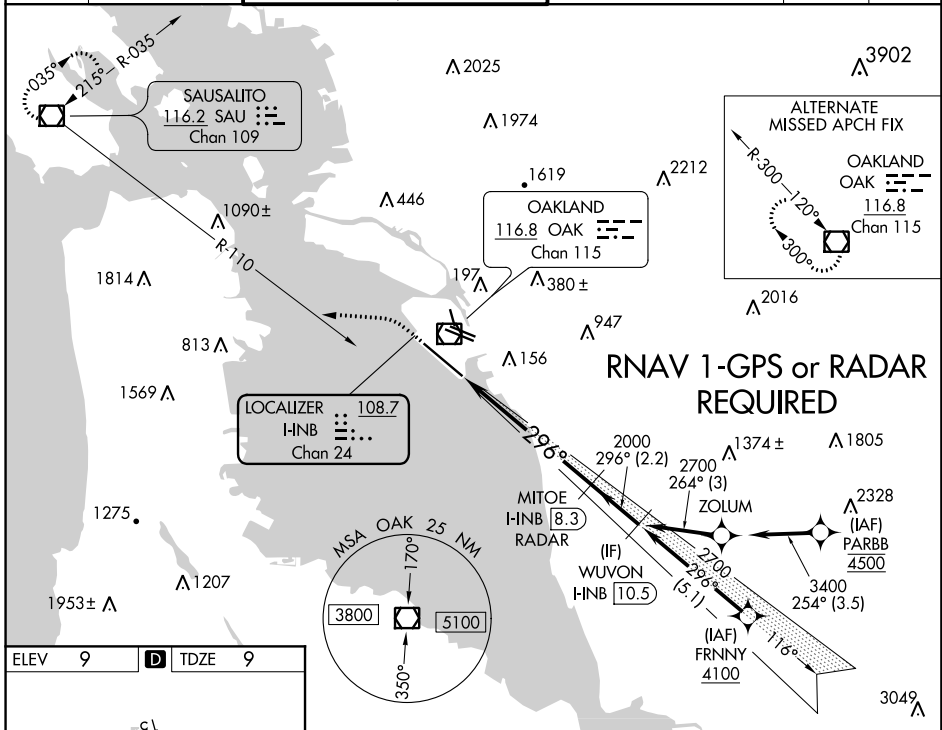 035°
215°
R-035
SAUSALITO
116.2 SAU
Chan 109
2025
3902
1974
1619
2212
446
1090±
R-110
OAKLAND
116.8 OAK
Chan 115
ALTERNATE
MISSED APCH FIX
R-300
120°
300°
OAKLAND
OAK
116.8
Chan 115
1814
197
380 ±
2016
813
947
156
1569
RNAV 1-GPS or RADAR
REQUIRED
LOCALIZER 108.7
I-INB
Chan 24
296°
2000
296° (2.2)
2700
264° (3)
1374 ±
1805
MITOE
I-INB 8.3
RADAR
ZOLUM
2328
(IAF)
PARBB
4500
1275
MSA OAK 25 NM
170°
350°
3800
5100
(IF)
WUVON
I-INB 10.5
2700
296°
(5.1)
3400
254° (3.5)
1207
1953±
(IAF)
FRNNY
4100
116°
3049
ELEV 9 D TDZE 9